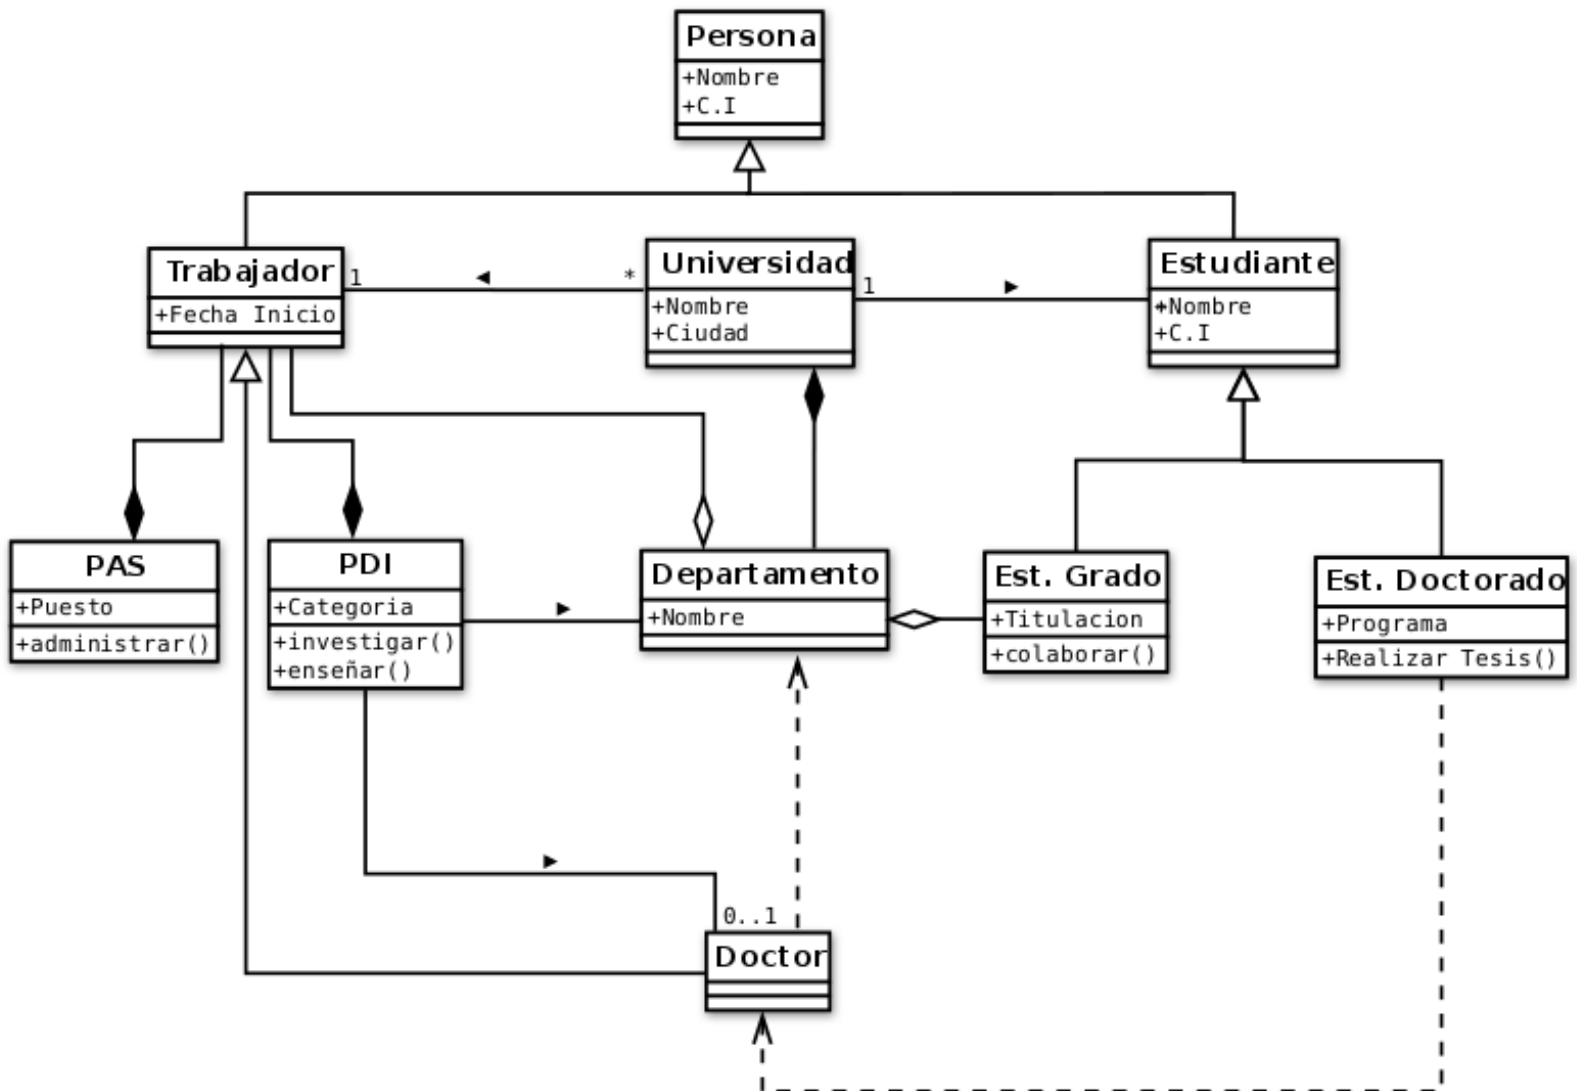 Persona
+Nombre
+C.I
Trabajador
+Fecha Inicio
1
*
Universidad
+Nombre
+Ciudad
1
Estudiante
+Nombre
+C.I
PAS
+Puesto
+administrar()
PDI
+Categoria
+investigar()
+enseñar()
Departamento
+Nombre
Est. Grado
+Titulacion
+colaborar()
Est. Doctorado
+Programa
+Realizar Tesis()
0..1
Doctor